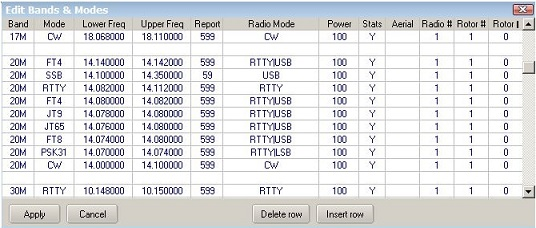 Edit Bands & Modes
Band Mode Lower Freq Upper Freq Report Radio Mode Power Stats Aerial Radio # Rotor # Rotor
17M CW 18.068000 18.110000 599 CW 100 Y 1 1 0
20M FT4 14.140000 14.142000 599 RTTY|USB 100 Y 1 1 0
20M SSB 14.100000 14.350000 59 USB 100 Y 1 1 0
20M RTTY 14.082000 14.112000 599 RTTY 100 Y 1 1 0
20M FT4 14.080000 14.082000 599 RTTY|USB 100 Y 1 1 0
20M JT9 14.078000 14.080000 599 RTTY|USB 100 Y 1 1 0
20M JT65 14.076000 14.080000 599 RTTY|USB 100 Y 1 1 0
20M FT8 14.074000 14.080000 599 RTTY|USB 100 Y 1 1 0
20M PSK31 14.070000 14.074000 599 RTTY|LSB 100 Y 1 1 0
20M CW 14.000000 14.100000 599 CW 100 Y 1 1 0
30M RTTY 10.148000 10.150000 599 RTTY 100 Y 1 1 0
Apply Cancel Delete row Insert row